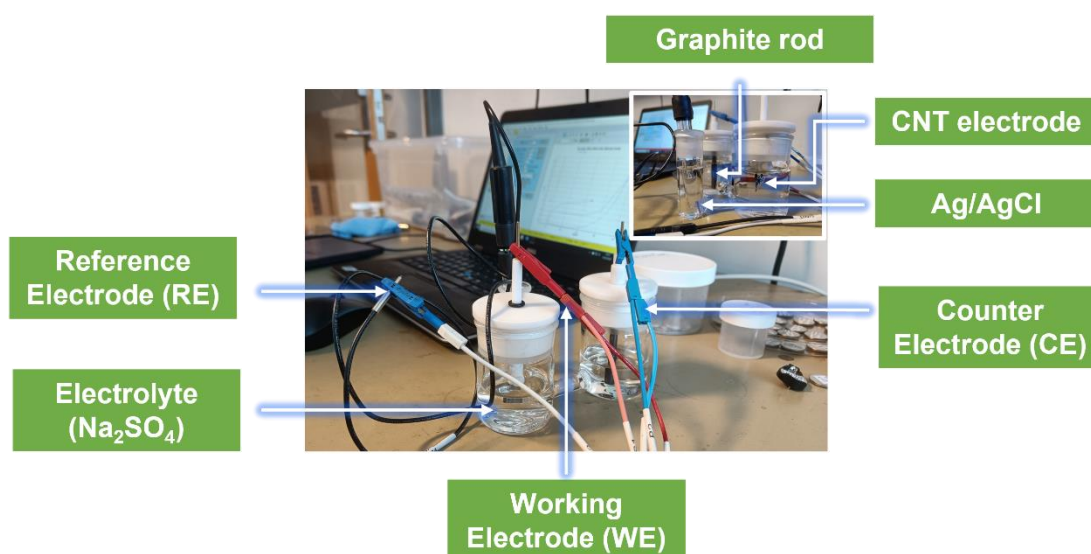 Graphite rod
CNT electrode
Ag/AgCl
Reference
Electrode (RE)
Counter
Electrode (CE)
Electrolyte
(Na₂SO₄)
Working
Electrode (WE)